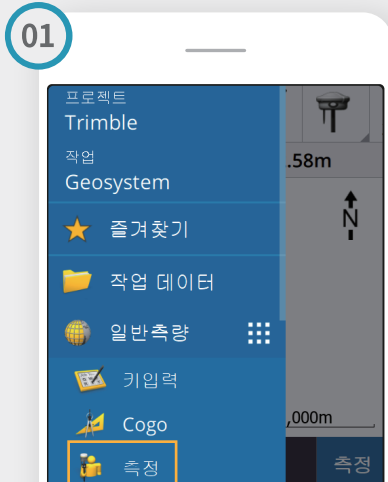 01
프로젝트
Trimble
작업
Geosystem
.58m
즐겨찾기
N
작업 데이터
일반측량
키입력
Cogo
,000m
측정
측정